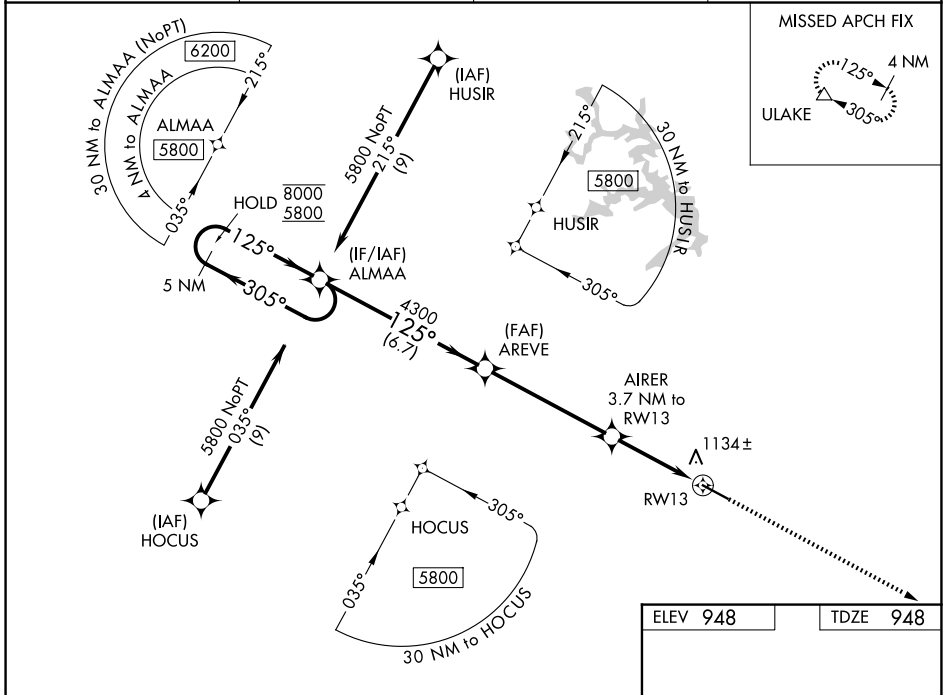 MISSED APCH FIX
125°
4 NM
ULAKE
305°
30 NM to ALMAA (NoPT)
6200
4 NM to ALMAA
215°
ALMAA
5800
035°
(IAF)
HUSIR
5800 NoPT
215°
(9)
215°
30 NM to HUSIR
5800
HUSIR
305°
HOLD
8000
5800
125°
(IF/IAF)
ALMAA
5 NM
305°
4300
125°
(6.7)
(FAF)
AREVE
AIRER
3.7 NM to
RW13
1134±
RW13
5800 NoPT
035°
(9)
(IAF)
HOCUS
305°
HOCUS
035°
5800
30 NM to HOCUS
ELEV 948
TDZE 948